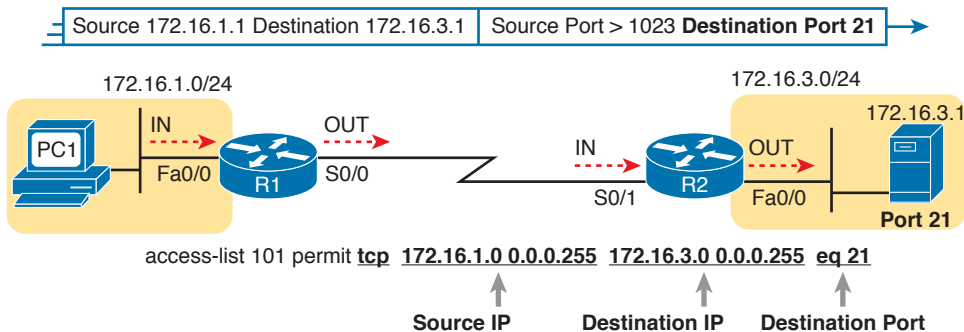 Source 172.16.1.1 Destination 172.16.3.1 Source Port > 1023 Destination Port 21
172.16.1.0/24
172.16.3.0/24
172.16.3.1
PC1
IN
OUT
IN
OUT
Fa0/0
R1
S0/0
S0/1
R2
Fa0/0
Port 21
access-list 101 permit tcp 172.16.1.0 0.0.0.255 172.16.3.0 0.0.0.255 eq 21
Source IP
Destination IP
Destination Port